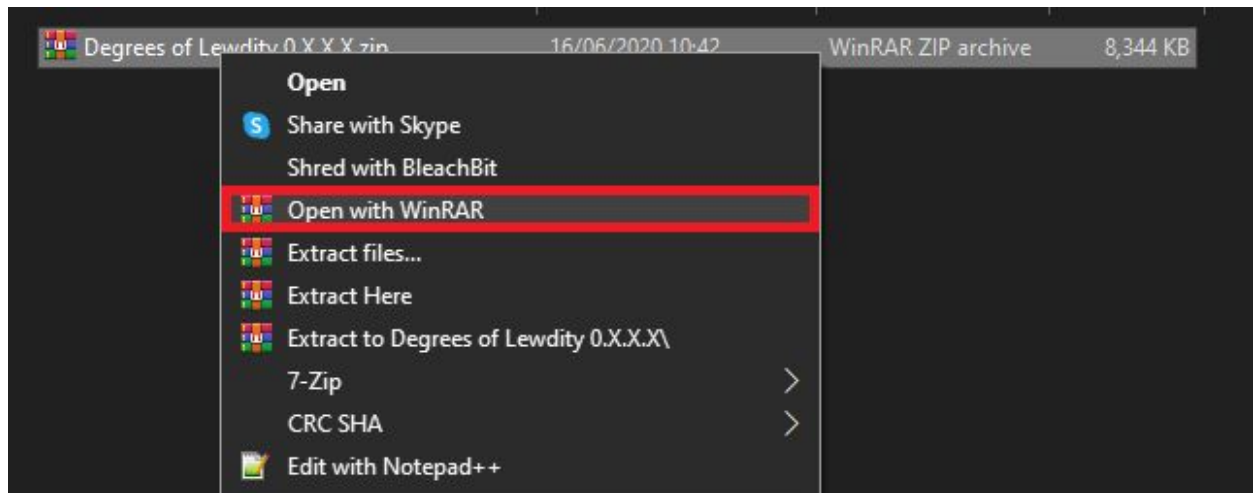 Degrees of Lewdity 0.X.X.X.zip 16/06/2020 10:42 WinRAR ZIP archive 8,344 KB
Open
Share with Skype
Shred with BleachBit
Open with WinRAR
Extract files...
Extract Here
Extract to Degrees of Lewdity 0.X.X.X\
7-Zip
CRC SHA
Edit with Notepad++